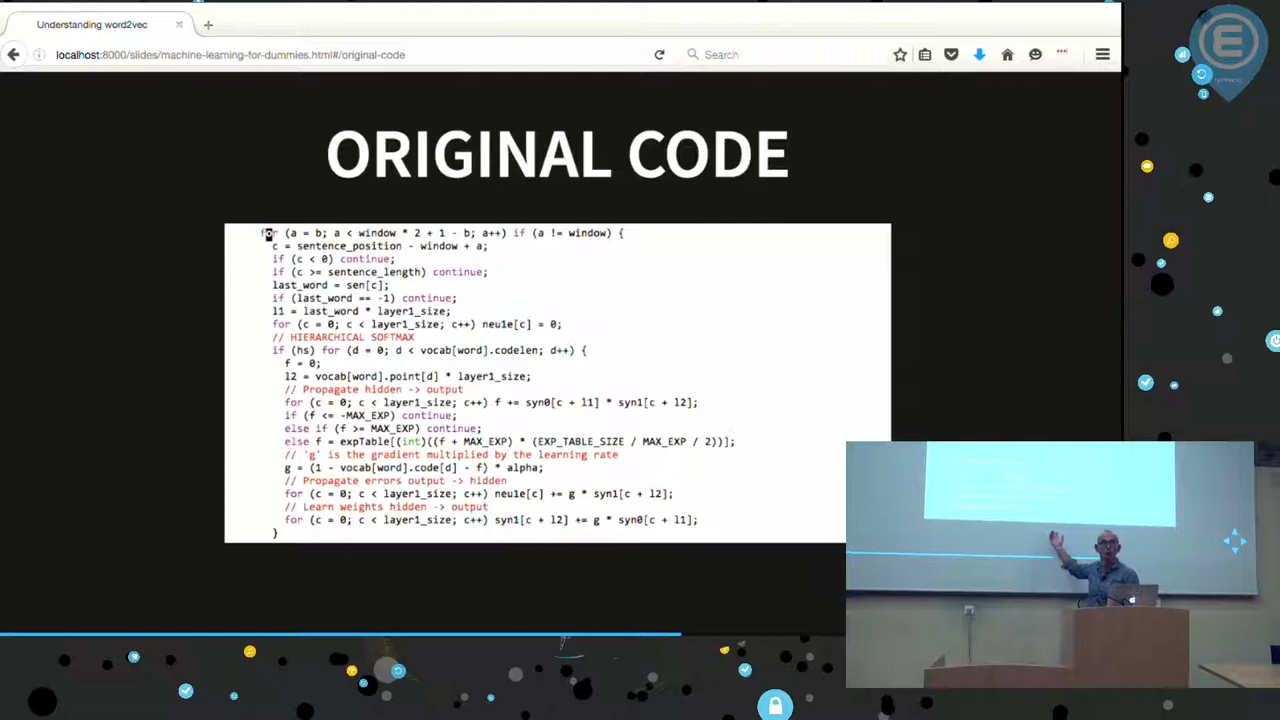 Understanding word2vec
localhost:8000/slides/machine-learning-for-dummies.html#/original-code
Search
ORIGINAL CODE
for (a = b; a < window * 2 + 1 - b; a++) if (a != window) {
c = sentence_position - window + a;
if (c < 0) continue;
if (c >= sentence_length) continue;
last_word = sen[c];
if (last_word == -1) continue;
l1 = last_word * layer1_size;
for (c = 0; c < layer1_size; c++) neu1e[c] = 0;
// HIERARCHICAL SOFTMAX
if (hs) for (d = 0; d < vocab[word].codelen; d++) {
f = 0;
l2 = vocab[word].point[d] * layer1_size;
// Propagate hidden -> output
for (c = 0; c < layer1_size; c++) f += syn0[c + l1] * syn1[c + l2];
if (f <= -MAX_EXP) continue;
else if (f >= MAX_EXP) continue;
else f = expTable[(int)((f + MAX_EXP) * (EXP_TABLE_SIZE / MAX_EXP / 2))];
// 'g' is the gradient multiplied by the learning rate
g = (1 - vocab[word].code[d] - f) * alpha;
// Propagate errors output -> hidden
for (c = 0; c < layer1_size; c++) neu1e[c] += g * syn1[c + l2];
// Learn weights hidden -> output
for (c = 0; c < layer1_size; c++) syn1[c + l2] += g * syn0[c + l1];
}